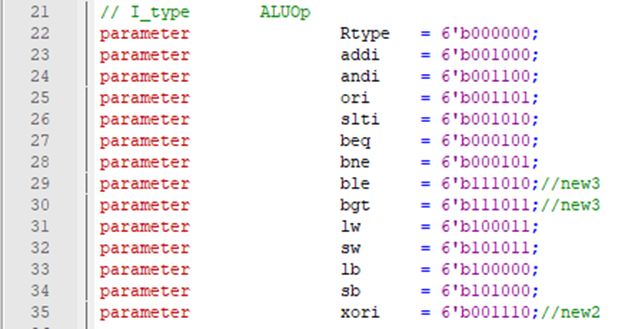 21 // I_type ALUOp
22 parameter Rtype = 6'b000000;
23 parameter addi = 6'b001000;
24 parameter andi = 6'b001100;
25 parameter ori = 6'b001101;
26 parameter slti = 6'b001010;
27 parameter beq = 6'b000100;
28 parameter bne = 6'b000101;
29 parameter ble = 6'b111010;//new3
30 parameter bgt = 6'b111011;//new3
31 parameter lw = 6'b100011;
32 parameter sw = 6'b101011;
33 parameter lb = 6'b100000;
34 parameter sb = 6'b101000;
35 parameter xori = 6'b001110;//new2